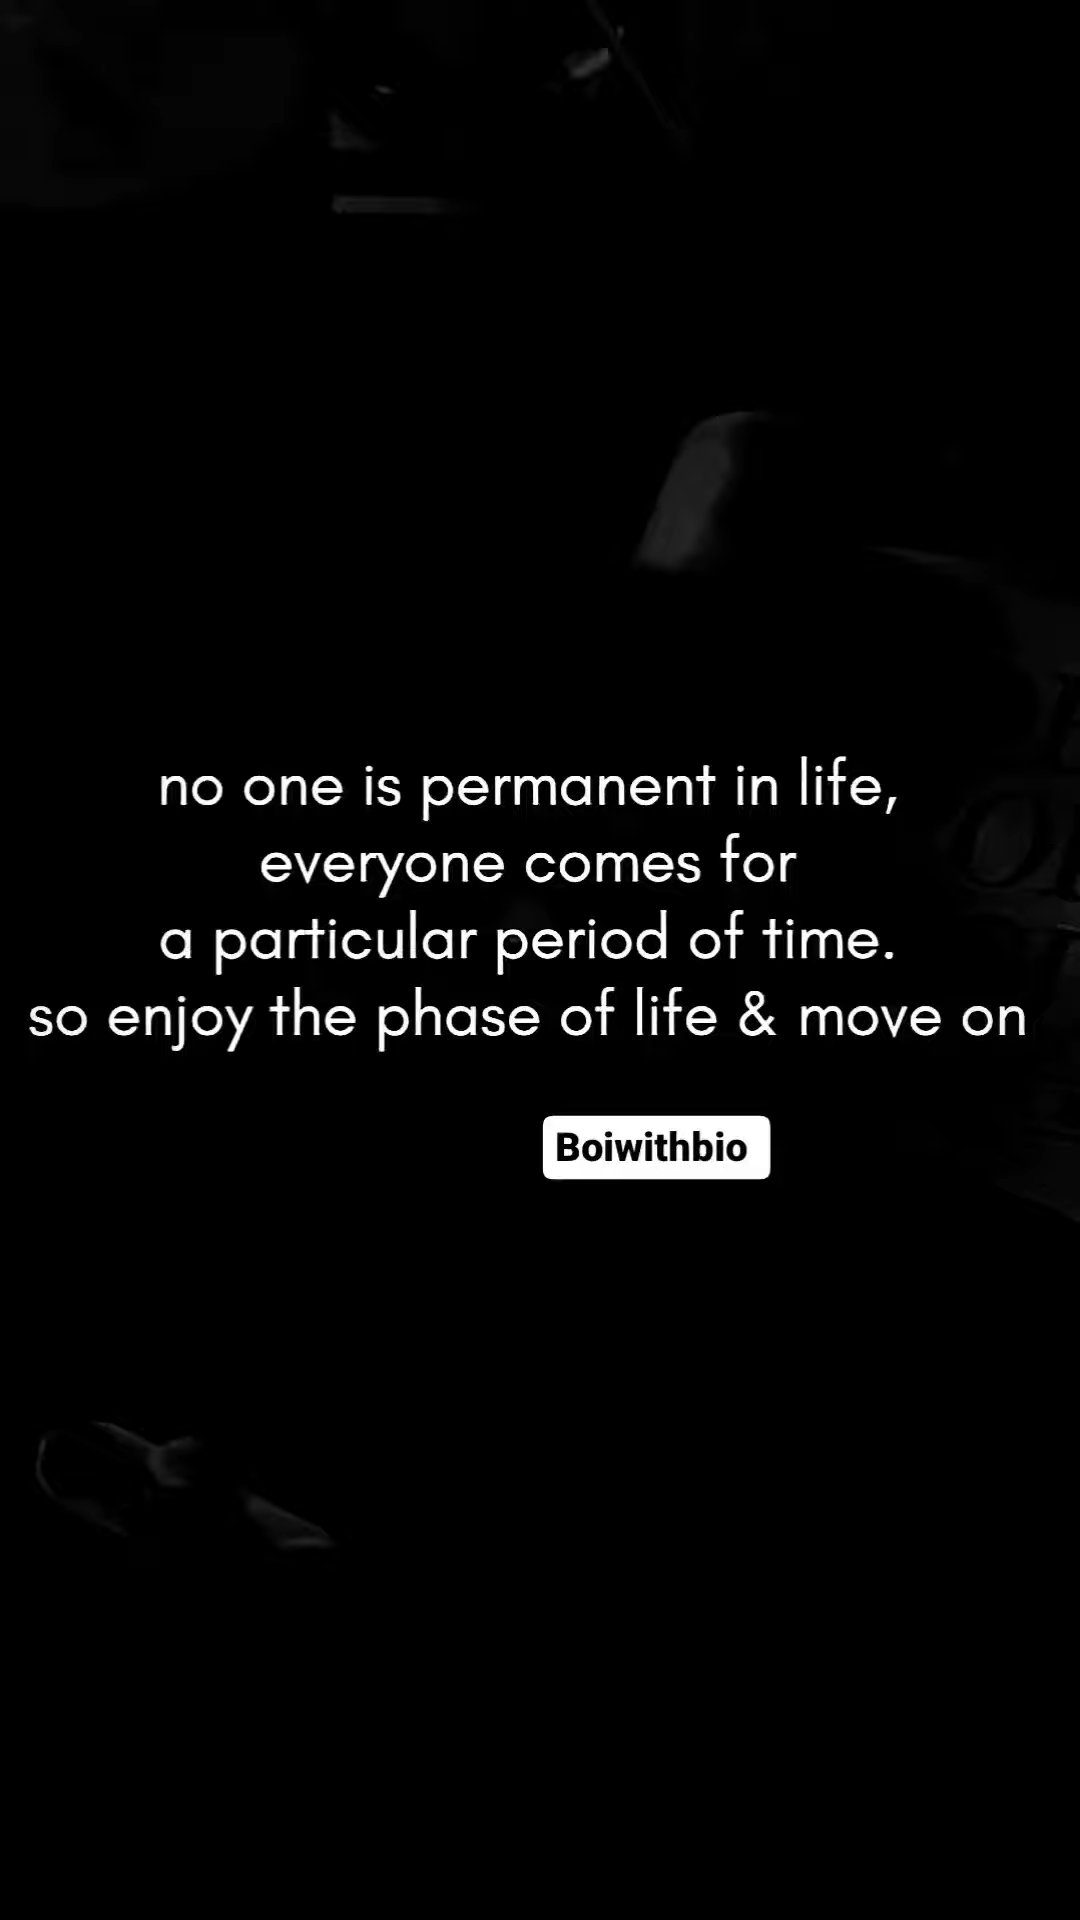 no one is permanent in life,
everyone comes for
a particular period of time.
so enjoy the phase of life & move on
Boiwithbio